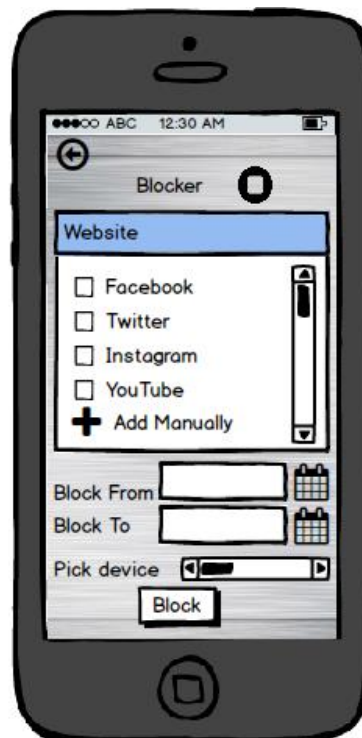 ABC 12:30 AM
Blocker
Website
Facebook
Twitter
Instagram
YouTube
Add Manually
Block From
Block To
Pick device
Block